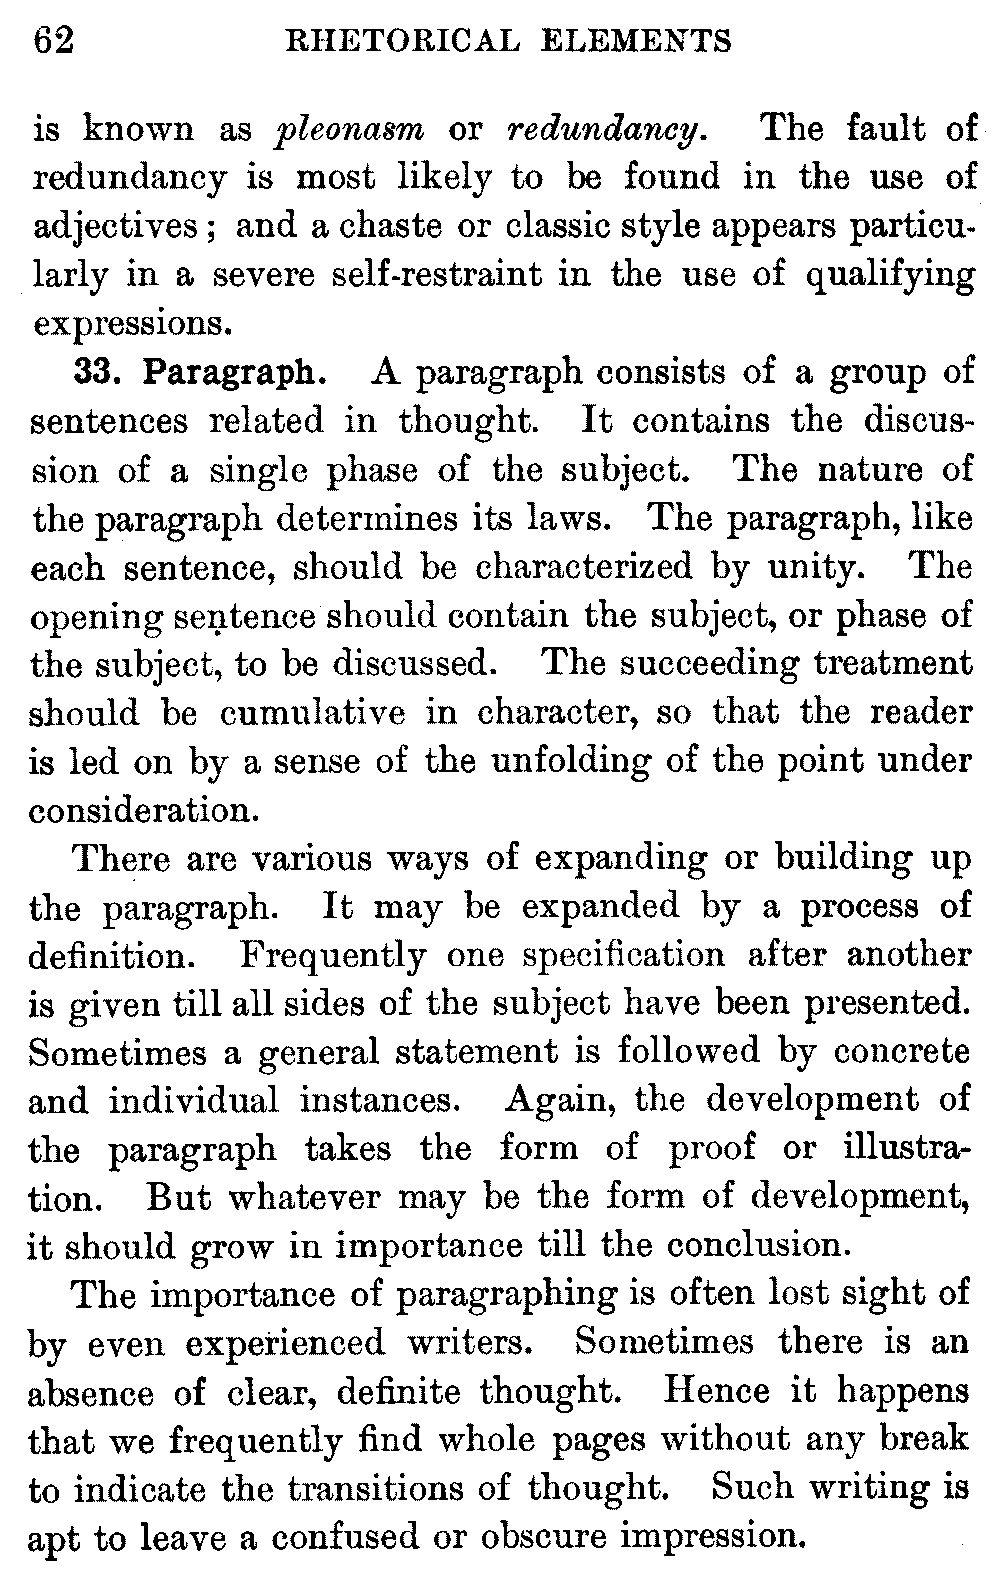 62 RHETORICAL ELEMENTS
is known as pleonasm or redundancy. The fault of
redundancy is most likely to be found in the use of
adjectives; and a chaste or classic style appears particu-
larly in a severe self-restraint in the use of qualifying
expressions.
33. Paragraph. A paragraph consists of a group of
sentences related in thought. It contains the discus-
sion of a single phase of the subject. The nature of
the paragraph determines its laws. The paragraph, like
each sentence, should be characterized by unity. The
opening sentence should contain the subject, or phase of
the subject, to be discussed. The succeeding treatment
should be cumulative in character, so that the reader
is led on by a sense of the unfolding of the point under
consideration.
There are various ways of expanding or building up
the paragraph. It may be expanded by a process of
definition. Frequently one specification after another
is given till all sides of the subject have been presented.
Sometimes a general statement is followed by concrete
and individual instances. Again, the development of
the paragraph takes the form of proof or illustra-
tion. But whatever may be the form of development,
it should grow in importance till the conclusion.
The importance of paragraphing is often lost sight of
by even experienced writers. Sometimes there is an
absence of clear, definite thought. Hence it happens
that we frequently find whole pages without any break
to indicate the transitions of thought. Such writing is
apt to leave a confused or obscure impression.